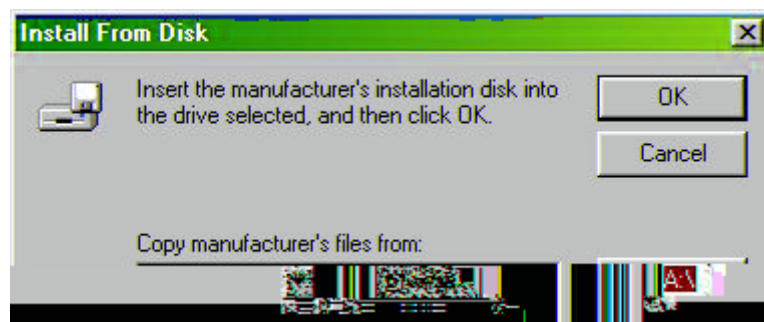 Install From Disk
Insert the manufacturer's installation disk into
the drive selected, and then click OK.
OK
Cancel
Copy manufacturer's files from:
A:\